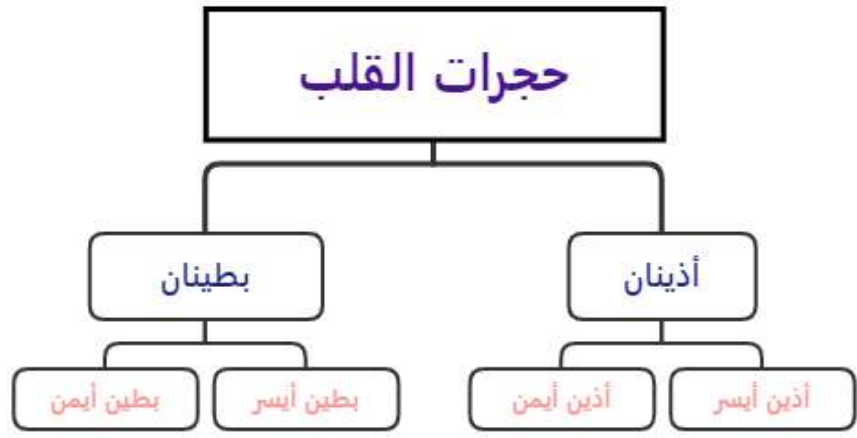 حجرات القلب
أذينان
بطينان
أذين أيسر
أذين أيمن
بطين أيسر
بطين أيمن